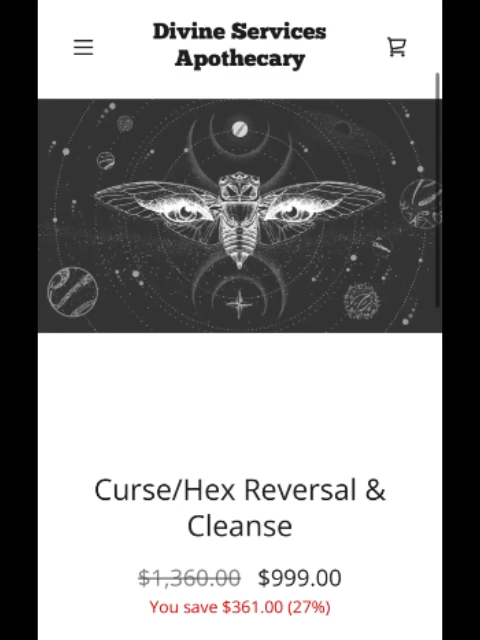 Divine Services
Apothecary
Curse/Hex Reversal &
Cleanse
$1,360.00 $999.00
You save $361.00 (27%)